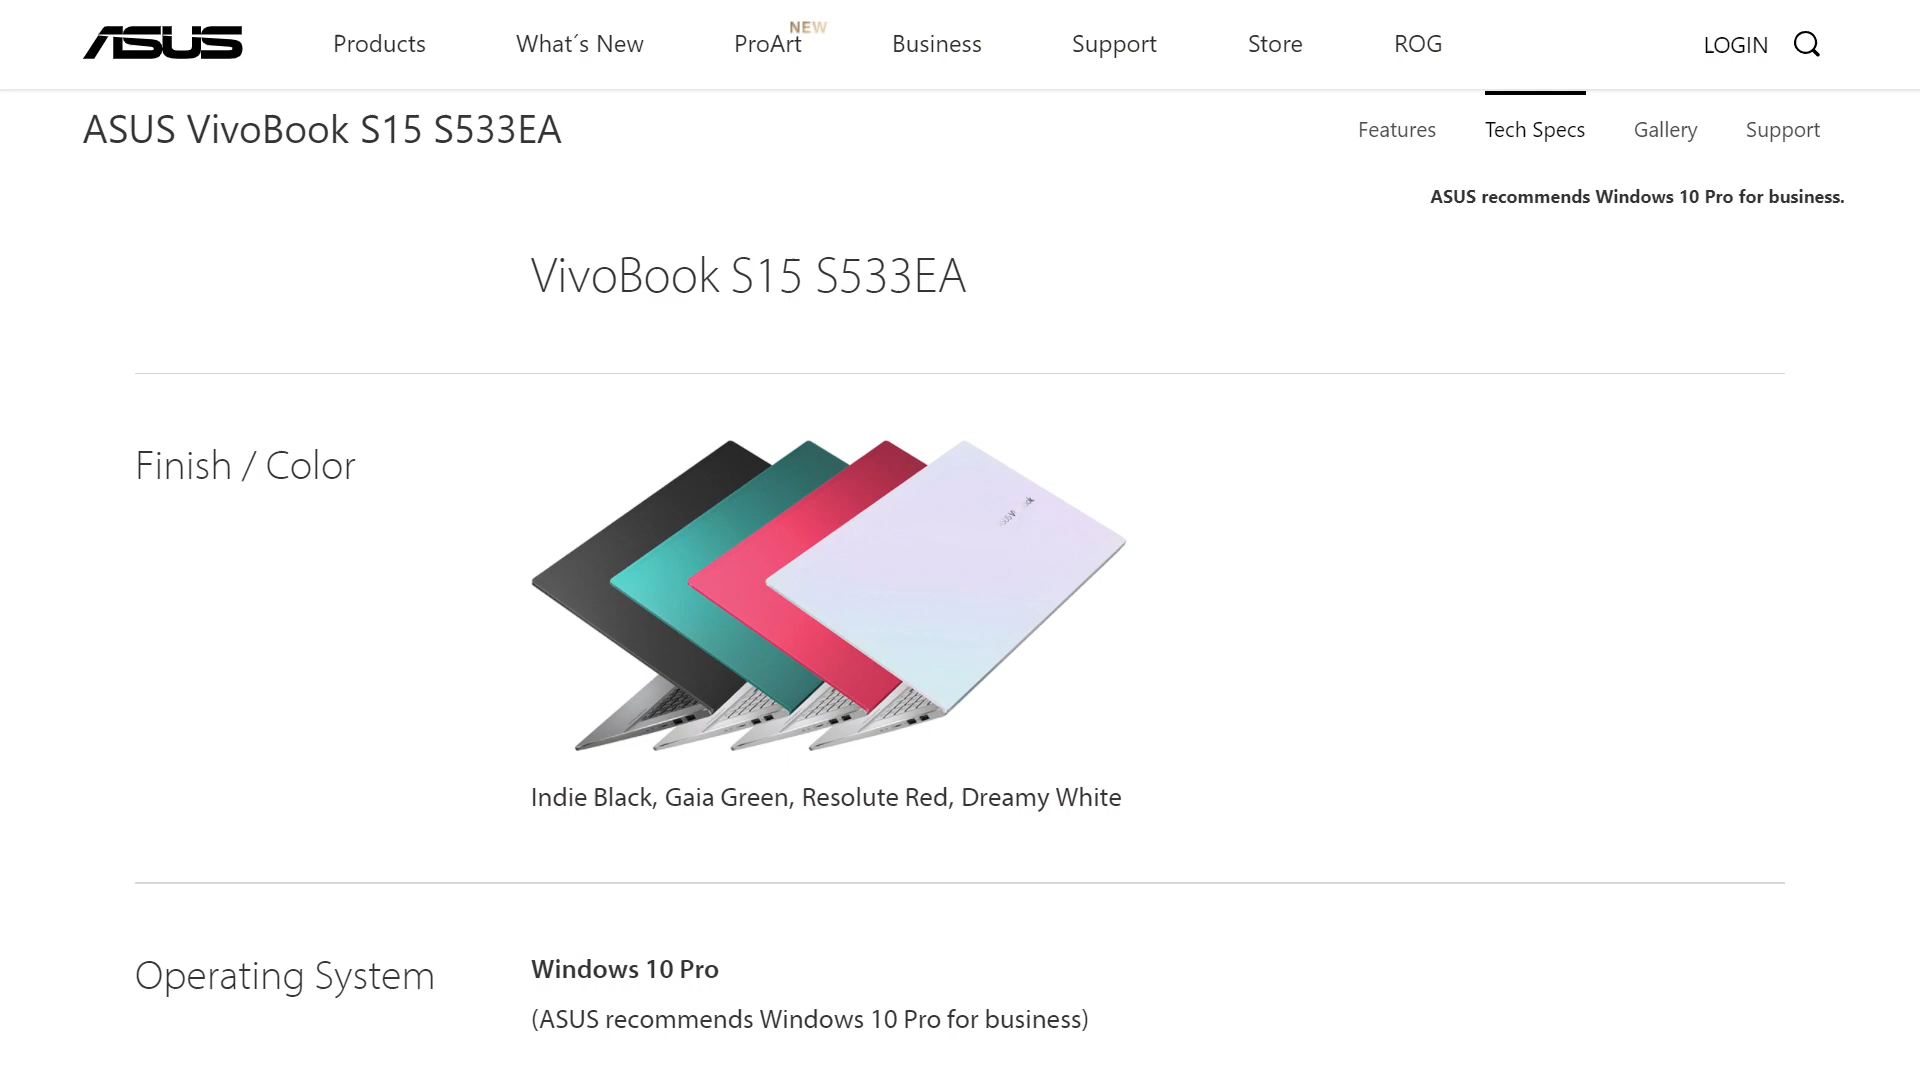 ASUS
Products
What´s New
ProArt
NEW
Business
Support
Store
ROG
LOGIN
ASUS VivoBook S15 S533EA
Features
Tech Specs
Gallery
Support
ASUS recommends Windows 10 Pro for business.
VivoBook S15 S533EA
Finish / Color
Indie Black, Gaia Green, Resolute Red, Dreamy White
Operating System
Windows 10 Pro
(ASUS recommends Windows 10 Pro for business)